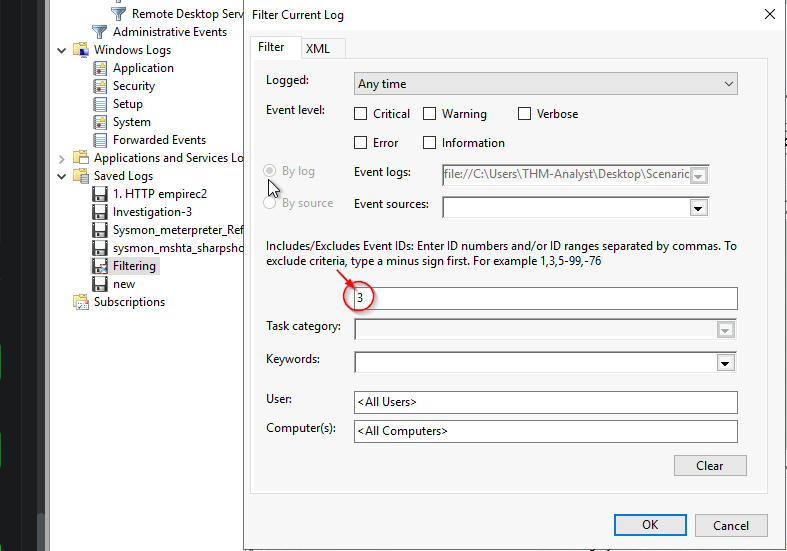 Remote Desktop Serv
Administrative Events
Windows Logs
Application
Security
Setup
System
Forwarded Events
Applications and Services Lo
Saved Logs
1. HTTP empirec2
Investigation-3
Sysmon_meterpreter_Ref
sysmon_mshta_sharpsho
Filtering
new
Subscriptions
Filter Current Log
Filter XML
Logged: Any time
Event level: Critical Warning Verbose
Error Information
By log Event logs: file://C:\Users\THM-Analyst\Desktop\Scenaric
By source Event sources:
Includes/Excludes Event IDs: Enter ID numbers and/or ID ranges separated by commas. To
exclude criteria, type a minus sign first. For example 1,3,5-99,-76
3
Task category:
Keywords:
User: <All Users>
Computer(s): <All Computers>
Clear
OK Cancel